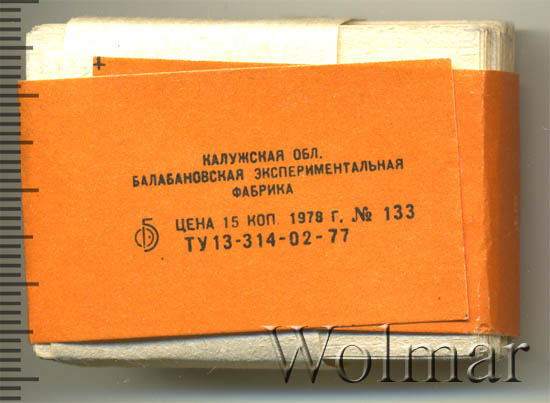 КАЛУЖСКАЯ ОБЛ.
БАЛАБАНОВСКАЯ ЭКСПЕРИМЕНТАЛЬНАЯ
ФАБРИКА
ЦЕНА 15 КОП. 1978 Г. № 133
ТУ 13-314-02-77
Wolmar